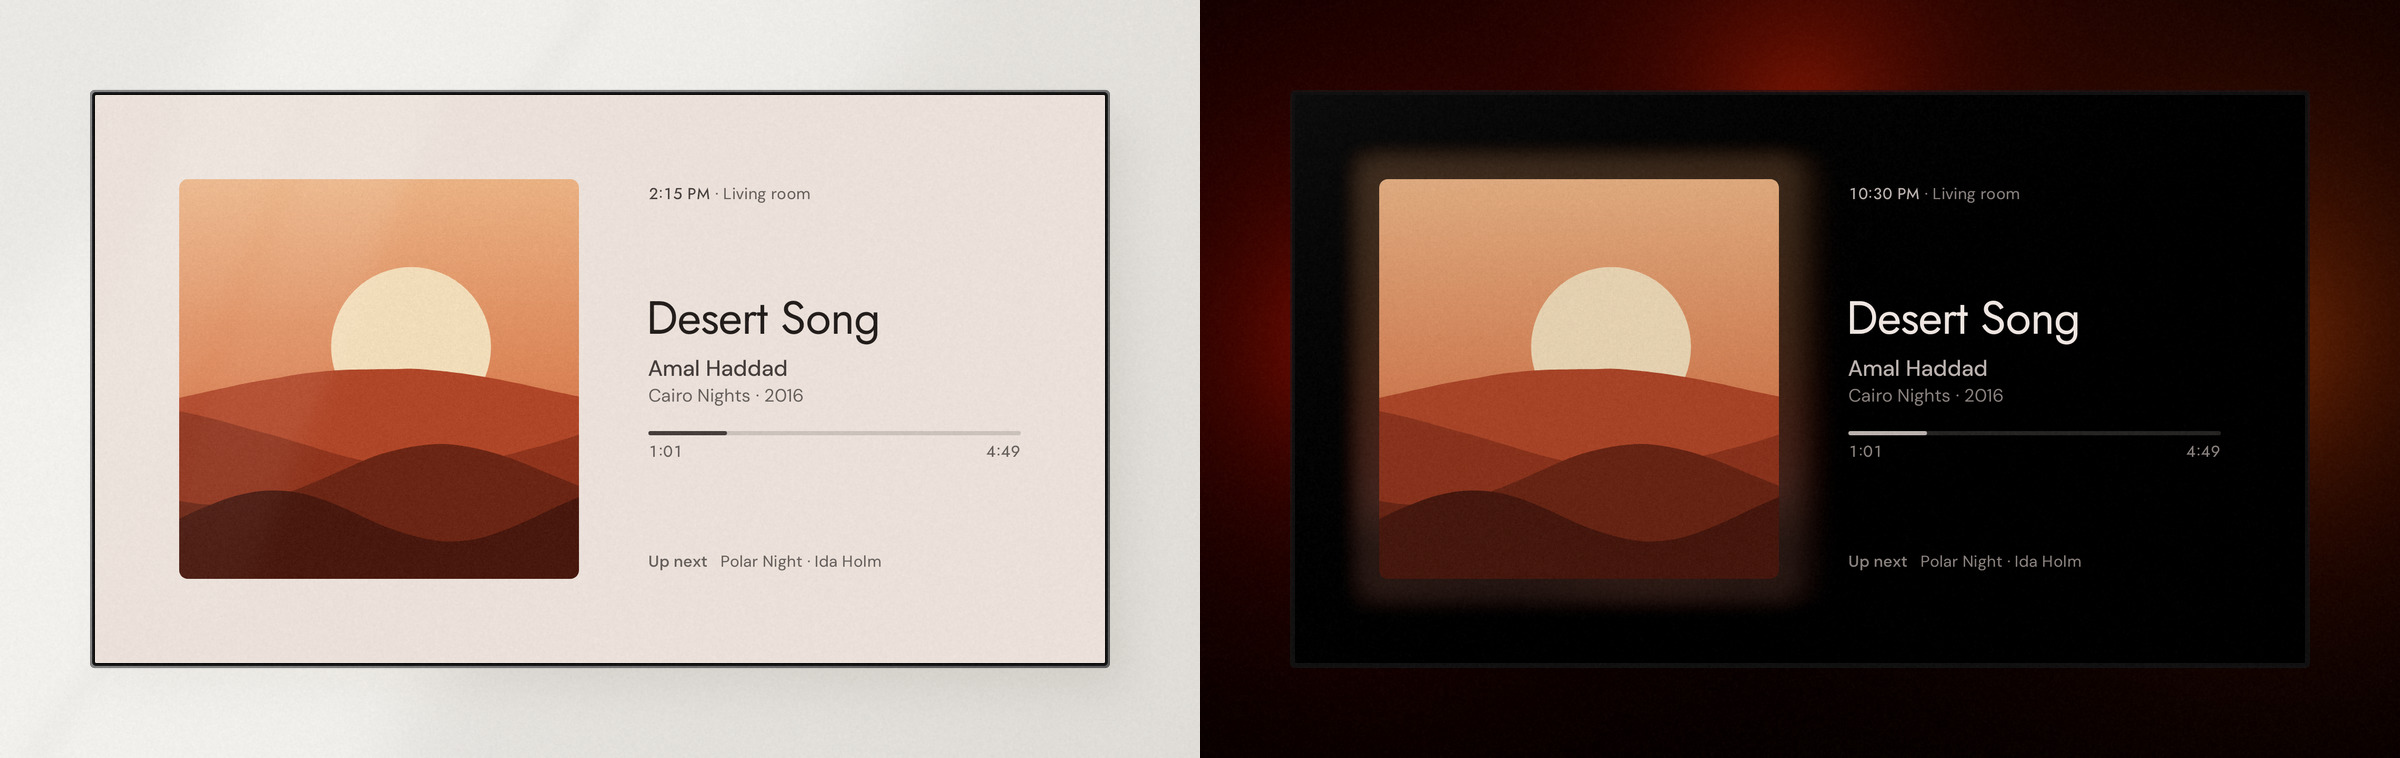 2:15 PM · Living room
Desert Song
Amal Haddad
Cairo Nights · 2016
1:01 4:49
Up next Polar Night · Ida Holm
10:30 PM · Living room
Desert Song
Amal Haddad
Cairo Nights · 2016
1:01 4:49
Up next Polar Night · Ida Holm